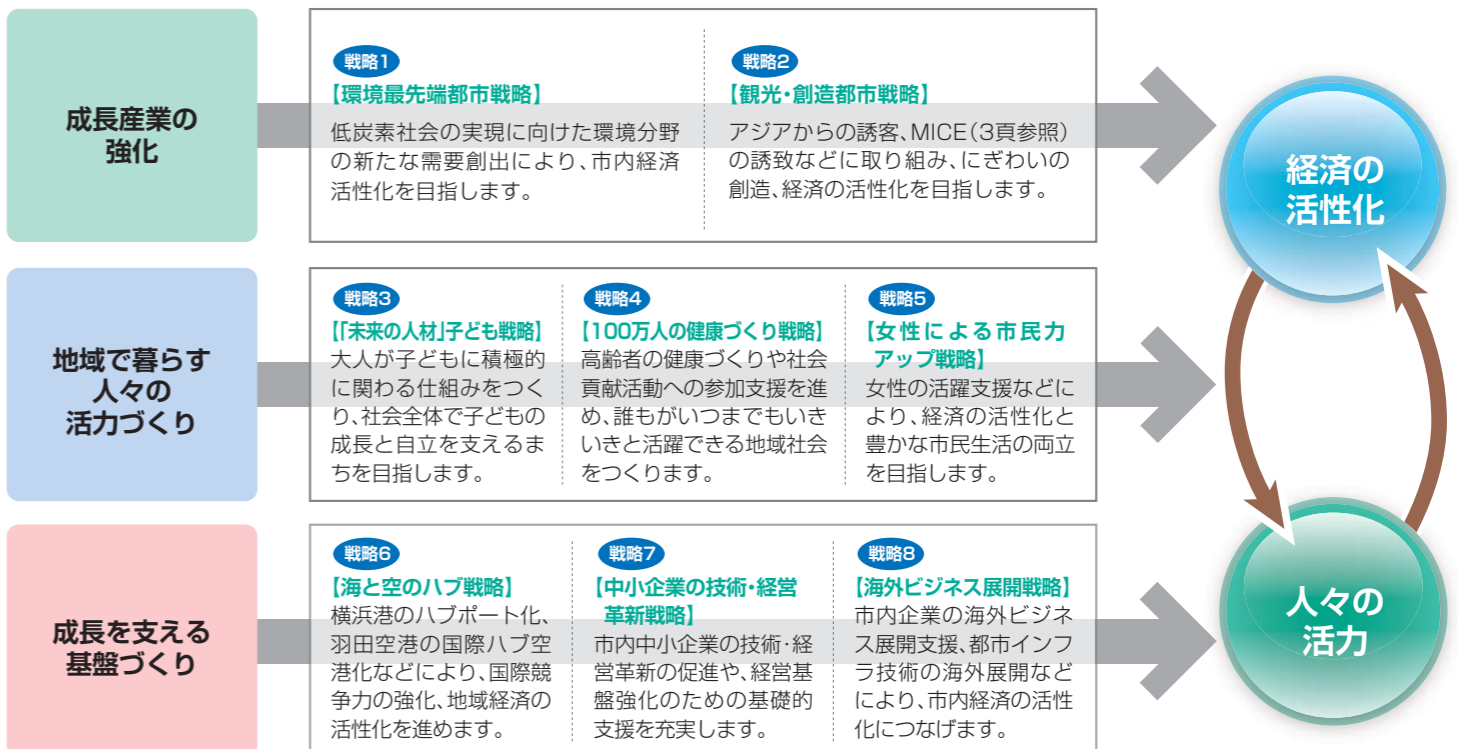 成長産業の
強化
戦略1
【環境最先端都市戦略】
低炭素社会の実現に向けた環境分野
の新たな需要創出により、市内経済
活性化を目指します。
戦略2
【観光・創造都市戦略】
アジアからの誘客、MICE(3頁参照)
の誘致などに取り組み、にぎわいの
創造、経済の活性化を目指します。
経済の
活性化
地域で暮らす
人々の
活力づくり
戦略3
【「未来の人材」子ども戦略】
大人が子どもに積極的
に関わる仕組みをつく
り、社会全体で子どもの
成長と自立を支えるま
ちを目指します。
戦略4
【100万人の健康づくり戦略】
高齢者の健康づくりや社会
貢献活動への参加支援を進
め、誰もがいつまでもいき
いきと活躍できる地域社会
をつくります。
戦略5
【女性による市民力
アップ戦略】
女性の活躍支援などに
より、経済の活性化と
豊かな市民生活の両立
を目指します。
成長を支える
基盤づくり
戦略6
【海と空のハブ戦略】
横浜港のハブポート化、
羽田空港の国際ハブ空
港化などにより、国際競
争力の強化、地域経済の
活性化を進めます。
戦略7
【中小企業の技術・経営
革新戦略】
市内中小企業の技術・経
営革新の促進や、経営基
盤強化のための基礎的
支援を充実します。
戦略8
【海外ビジネス展開戦略】
市内企業の海外ビジネ
ス展開支援、都市インフ
ラ技術の海外展開など
により、市内経済の活性
化につなげます。
人々の
活力